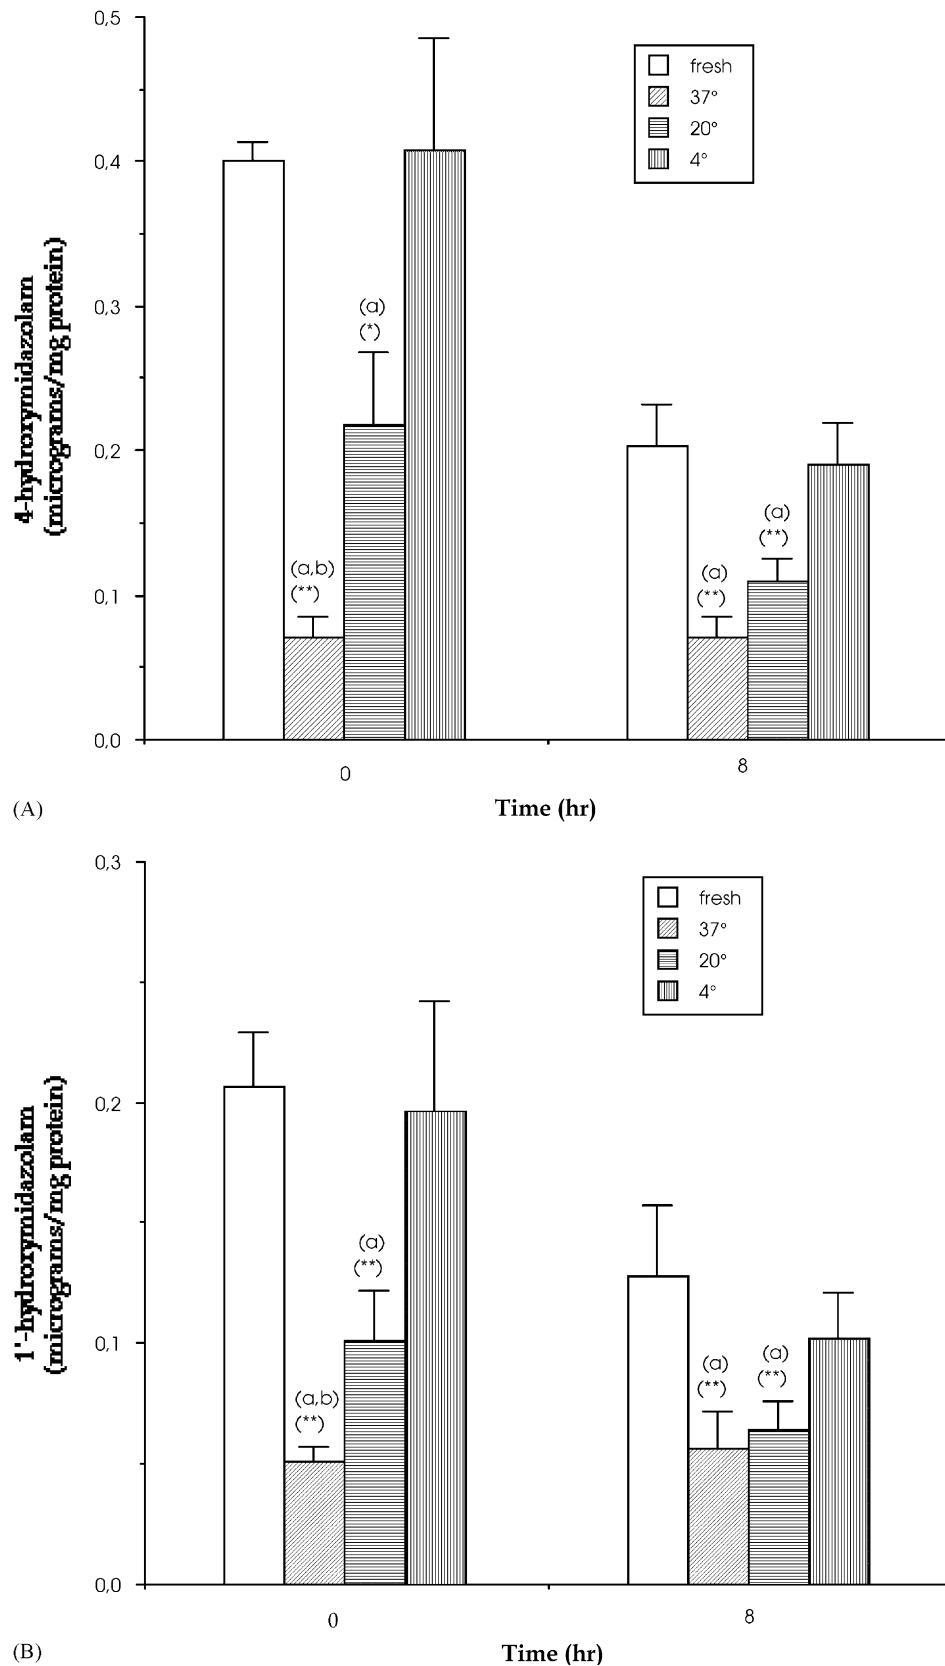 0,5
fresh
37°
20°
4°
0,4
0,3
(a)
(*)
0,2
(a)
(**)
(a,b)
(**)
(a)
(**)
0,1
0,0
0
8
4-hydroxymidazolam
(micrograms/mg protein)
(A)
Time (hr)
0,3
fresh
37°
20°
4°
0,2
(a)
(**)
0,1
(a)
(**)
(a)
(**)
(a,b)
(**)
0,0
0
8
1'-hydroxymidazolam
(micrograms/mg protein)
(B)
Time (hr)